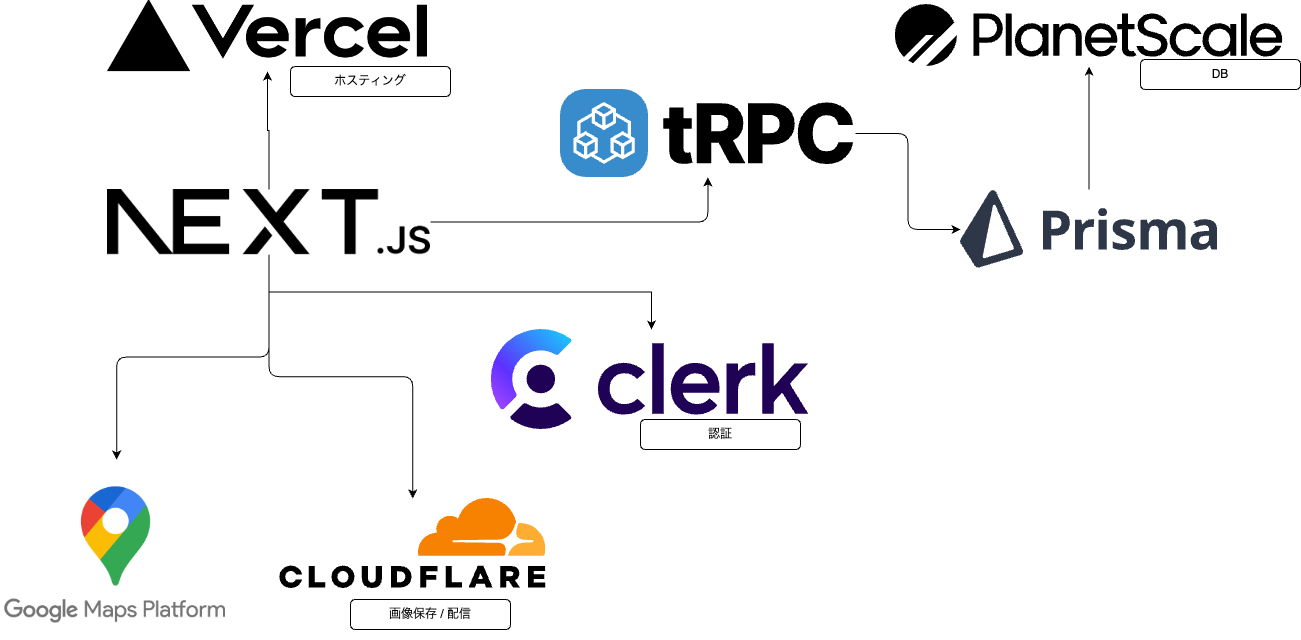 Vercel
ホスティング
PlanetScale
DB
tRPC
NEXT.JS
Prisma
clerk
認証
Google Maps Platform
CLOUDFLARE
画像保存 / 配信